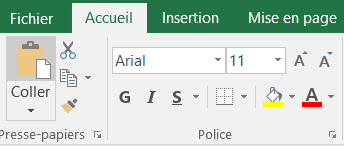 Fichier Accueil Insertion Mise en page
Arial 11 A A
Coller G I S A
Presse-papiers Police